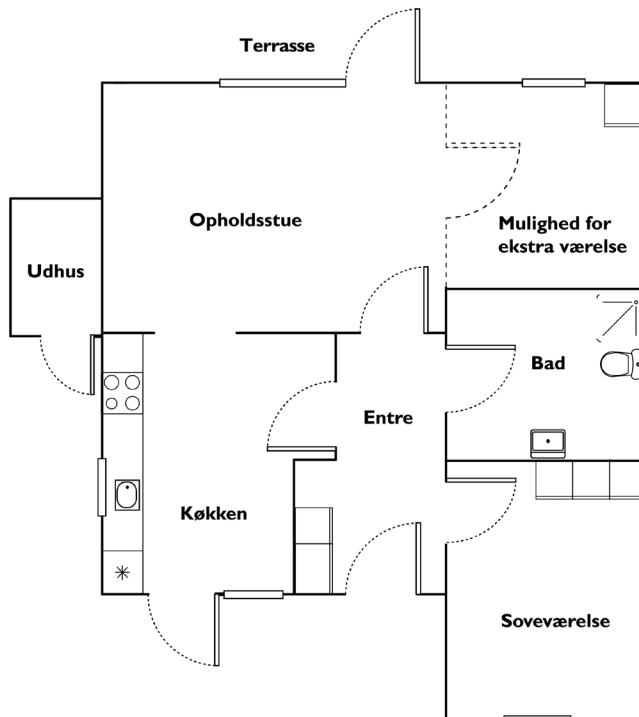 Terrasse
Opholdsstue
Mulighed for
ekstra værelse
Udhus
Bad
Entre
Køkken
Soveværelse